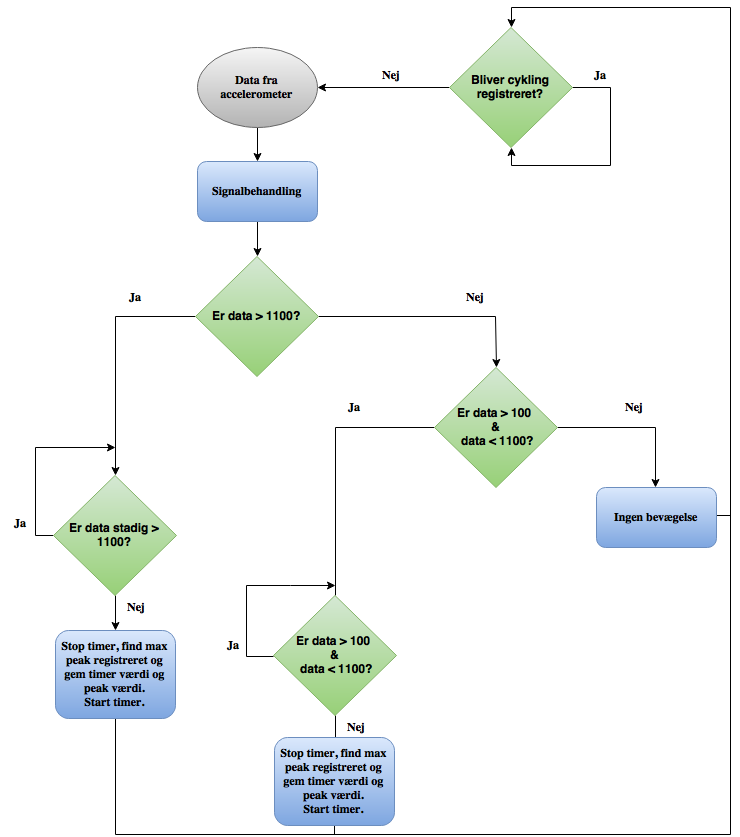 Bliver cykling
registreret?
Nej
Ja
Data fra
accelerometer
Signalbehandling
Er data > 1100?
Ja
Nej
Er data > 100
&
data < 1100?
Ja
Nej
Ingen bevægelse
Er data stadig >
1100?
Ja
Nej
Stop timer, find max
peak registreret og
gem timer værdi og
peak værdi.
Start timer.
Er data > 100
&
data < 1100?
Ja
Nej
Stop timer, find max
peak registreret og
gem timer værdi og
peak værdi.
Start timer.